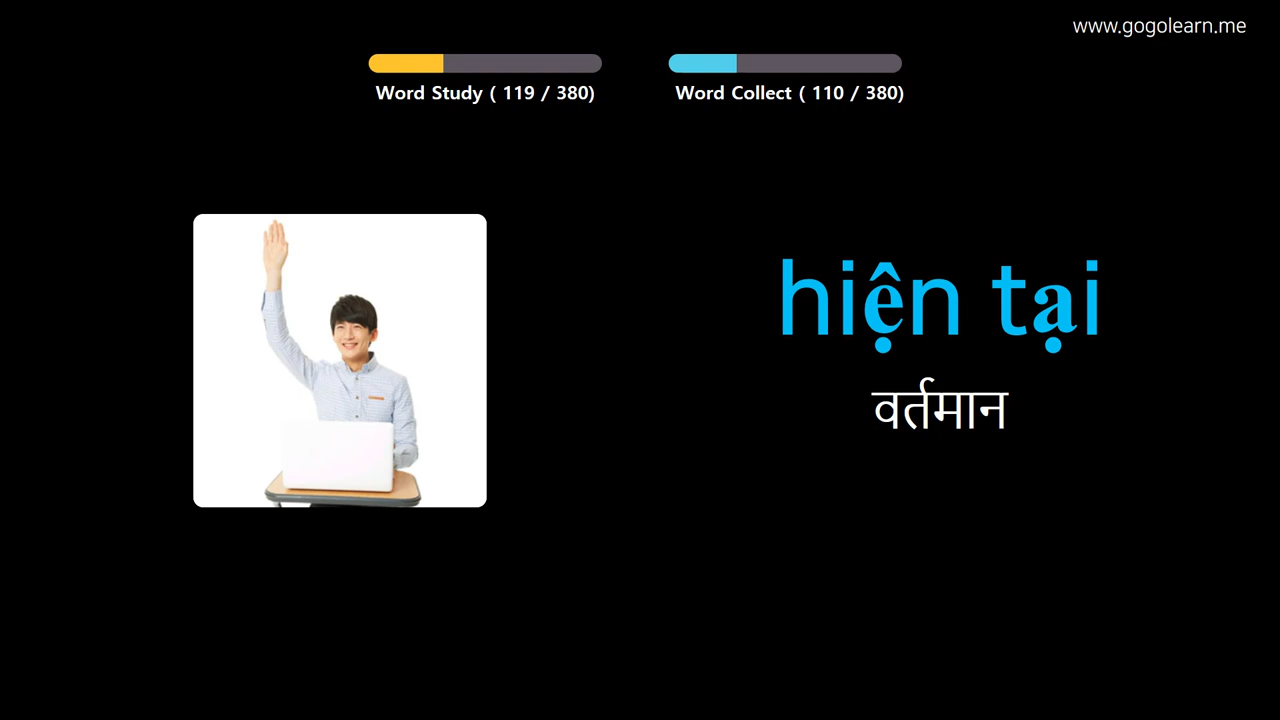 www.gogolearn.me
Word Study ( 119 / 380)
Word Collect ( 110 / 380)
hiện tại
वर्तमान